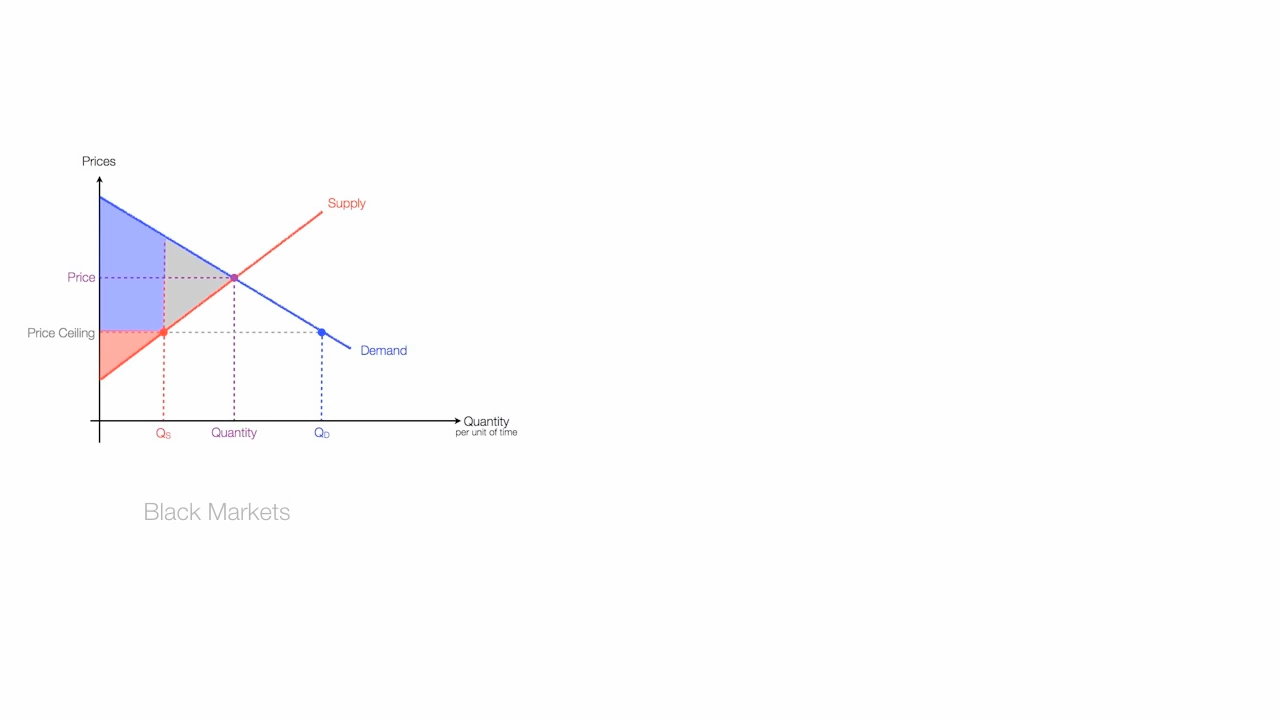 Prices
Supply
Price
Price Ceiling
Demand
Quantity
per unit of time
QS
Quantity
QD
Black Markets